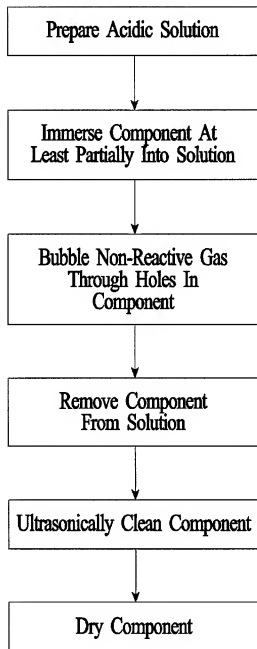 Prepare Acidic Solution
Immerse Component At
Least Partially Into Solution
Bubble Non-Reactive Gas
Through Holes In
Component
Remove Component
From Solution
Ultrasonically Clean Component
Dry Component